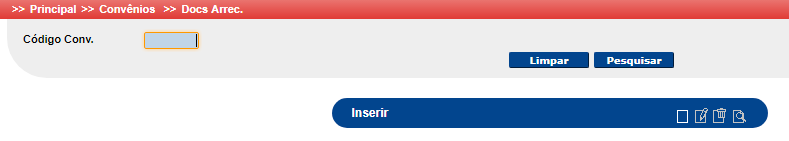 >> Principal >> Convênios >> Docs Arrec.
Código Conv.
Limpar Pesquisar
Inserir